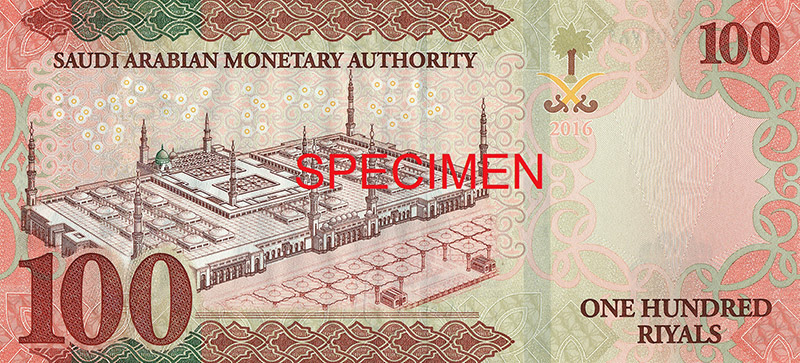 SAUDI ARABIAN MONETARY AUTHORITY
100
2016
SPECIMEN
100
ONE HUNDRED
RIYALS